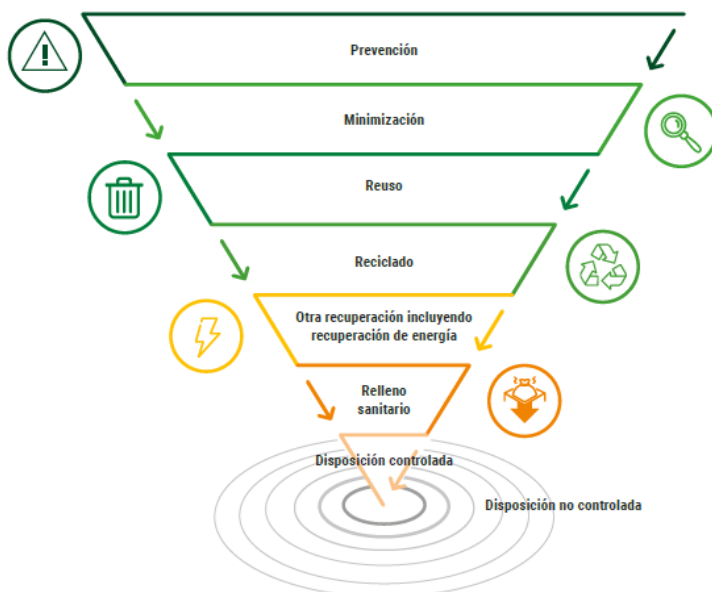 Prevención
Minimización
Reuso
Reciclado
Otra recuperación incluyendo
recuperación de energía
Relleno
sanitario
Disposición controlada
Disposición no controlada